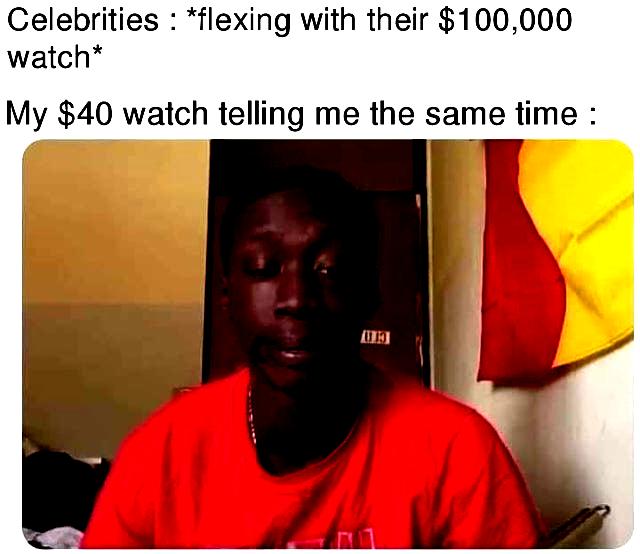 Celebrities : *flexing with their $100,000
watch*
My $40 watch telling me the same time :